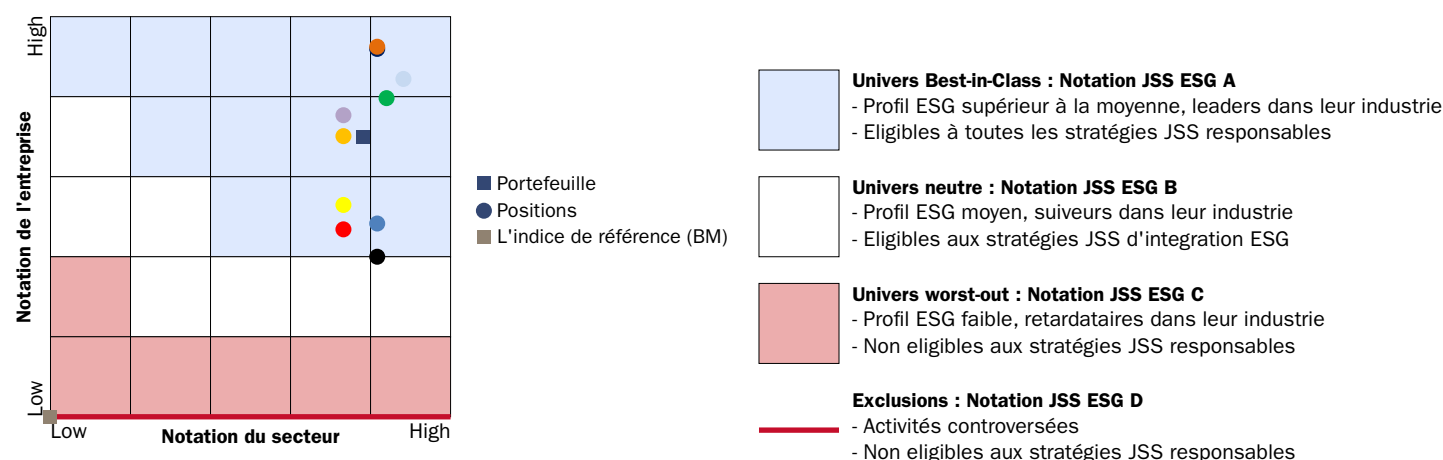 High
Notation de l'entreprise
Low
Low
Notation du secteur
High
Portefeuille
Positions
L'indice de référence (BM)
Univers Best-in-Class : Notation JSS ESG A
- Profil ESG supérieur à la moyenne, leaders dans leur industrie
- Eligibles à toutes les stratégies JSS responsables
Univers neutre : Notation JSS ESG B
- Profil ESG moyen, suiveurs dans leur industrie
- Eligibles aux stratégies JSS d'integration ESG
Univers worst-out : Notation JSS ESG C
- Profil ESG faible, retardataires dans leur industrie
- Non eligibles aux stratégies JSS responsables
Exclusions : Notation JSS ESG D
- Activités controversées
- Non eligibles aux stratégies JSS responsables